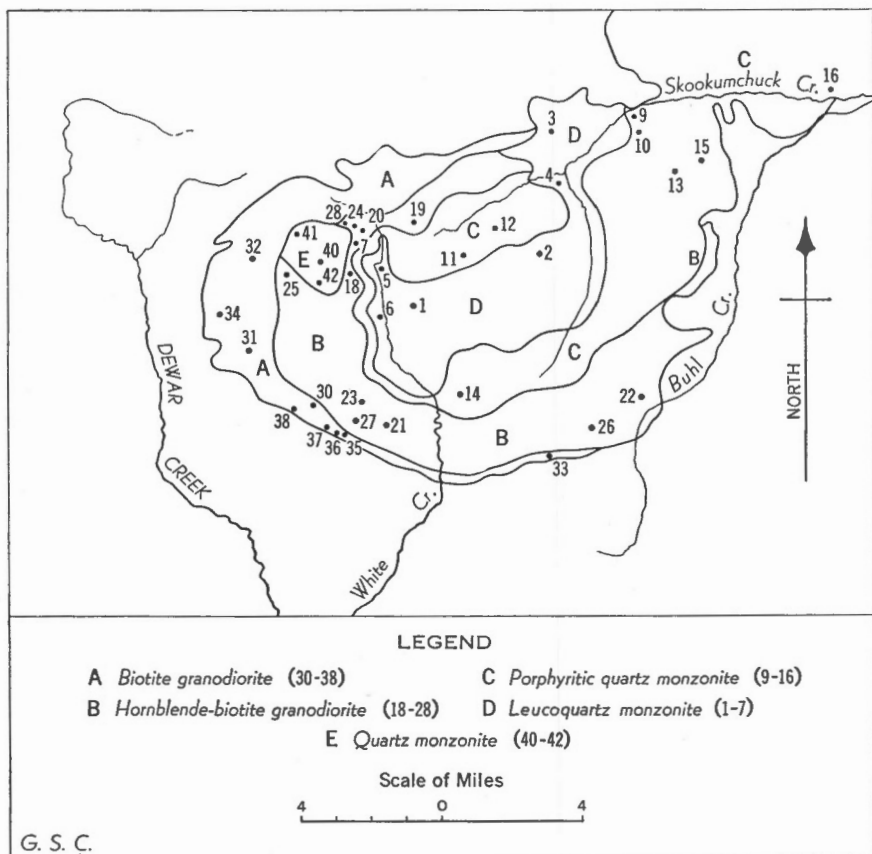 C
Skookumchuck Cr.
16
9
10
3
D
A
15
13
4
28 24 20
19
C
12
41
7
32
40
E
11
2
42
18
5
25
B
34
6
1
D
31
B
C
A
Cr.
Buhl
DEWAR
CREEK
NORTH
30
23
14
22
38
27
21
26
37
36
35
B
33
White Cr.
LEGEND
A Biotite granodiorite (30-38)
C Porphyritic quartz monzonite (9-16)
B Hornblende-biotite granodiorite (18-28)
D Leucoquartz monzonite (1-7)
E Quartz monzonite (40-42)
Scale of Miles
4 0 4
G. S. C.